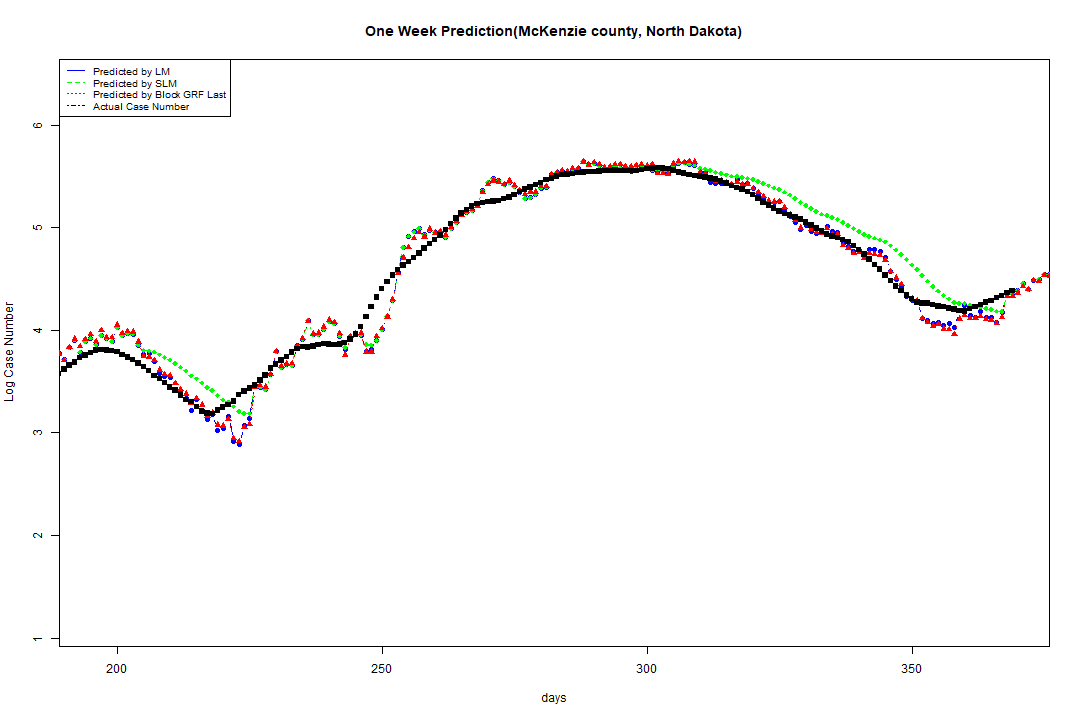 One Week Prediction(McKenzie county, North Dakota)
Predicted by LM
Predicted by SLM
Predicted by Block GRF Last
Actual Case Number
6
5
4
3
2
1
Log Case Number
200 250 300 350
days